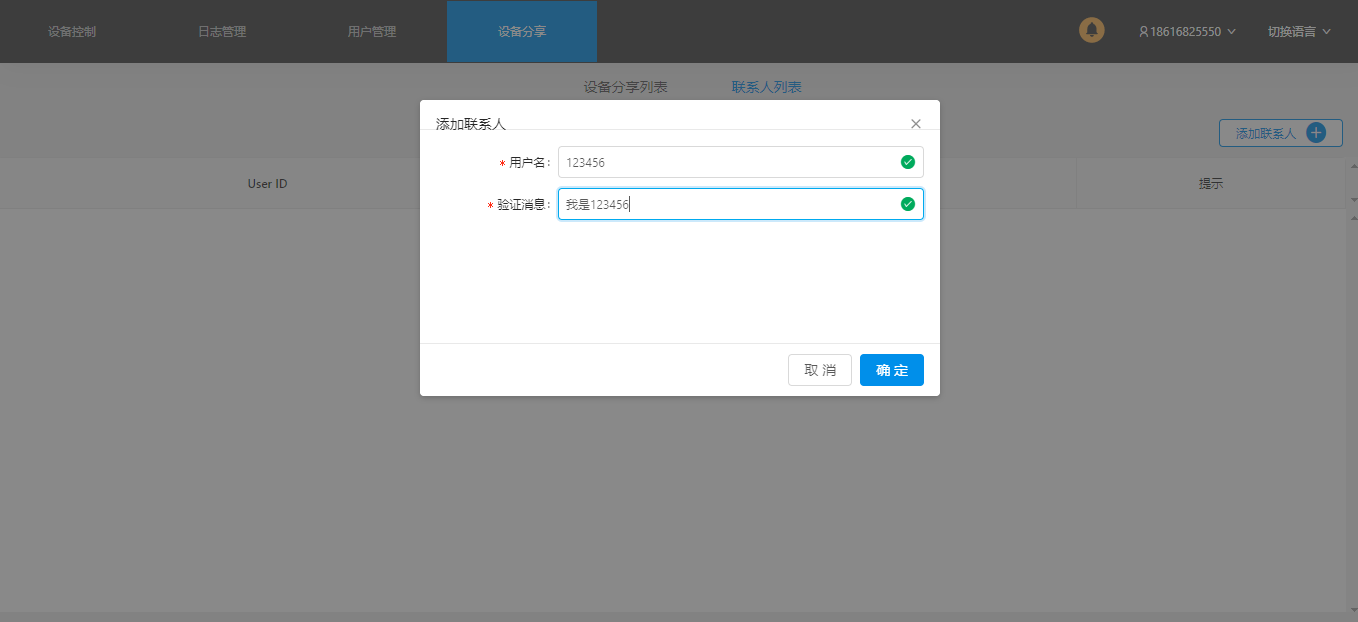 设备控制 日志管理 用户管理 设备分享 18616825550 切换语言
设备分享列表 联系人列表
添加联系人
添加联系人
* 用户名: 123456
User ID 提示
* 验证消息: 我是123456
取 消 确 定